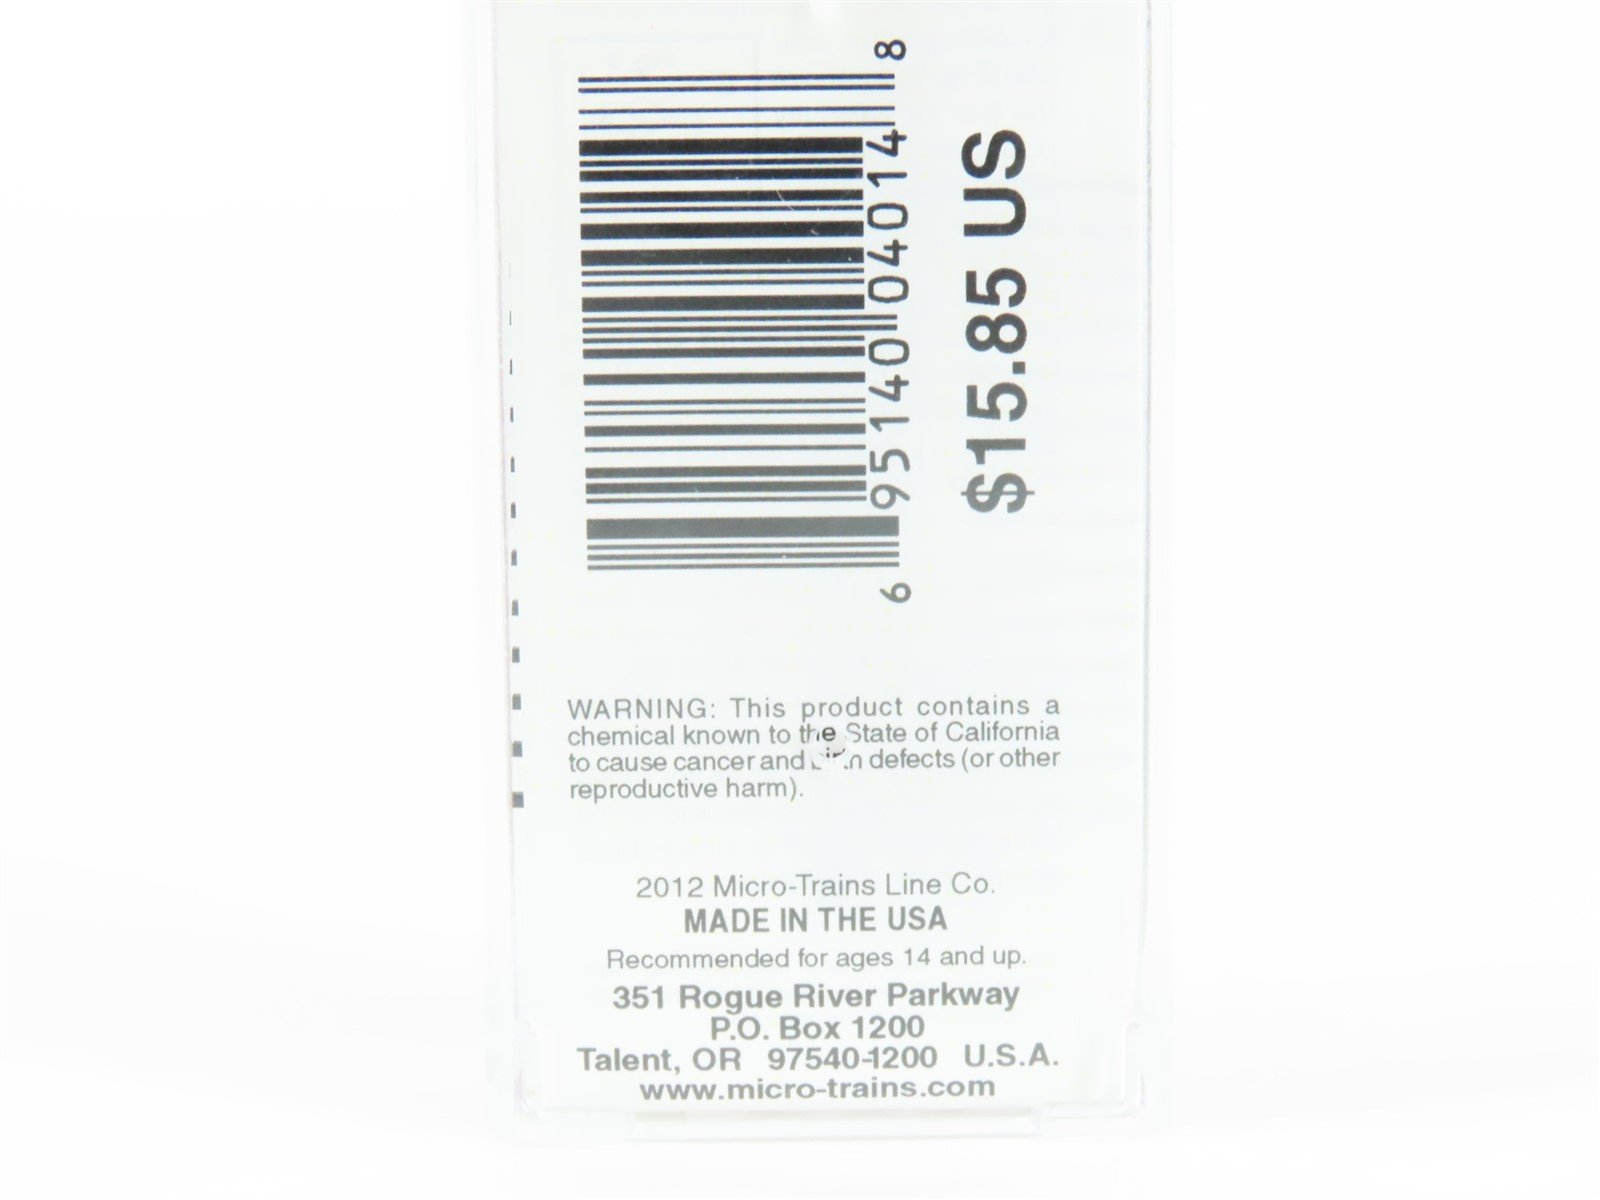 6 95140 04014 8
$15.85 US
WARNING: This product contains a
chemical known to the State of California
to cause cancer and birth defects (or other
reproductive harm).
2012 Micro-Trains Line Co.
MADE IN THE USA
Recommended for ages 14 and up.
351 Rogue River Parkway
P.O. Box 1200
Talent, OR 97540-1200 U.S.A.
www.micro-trains.com